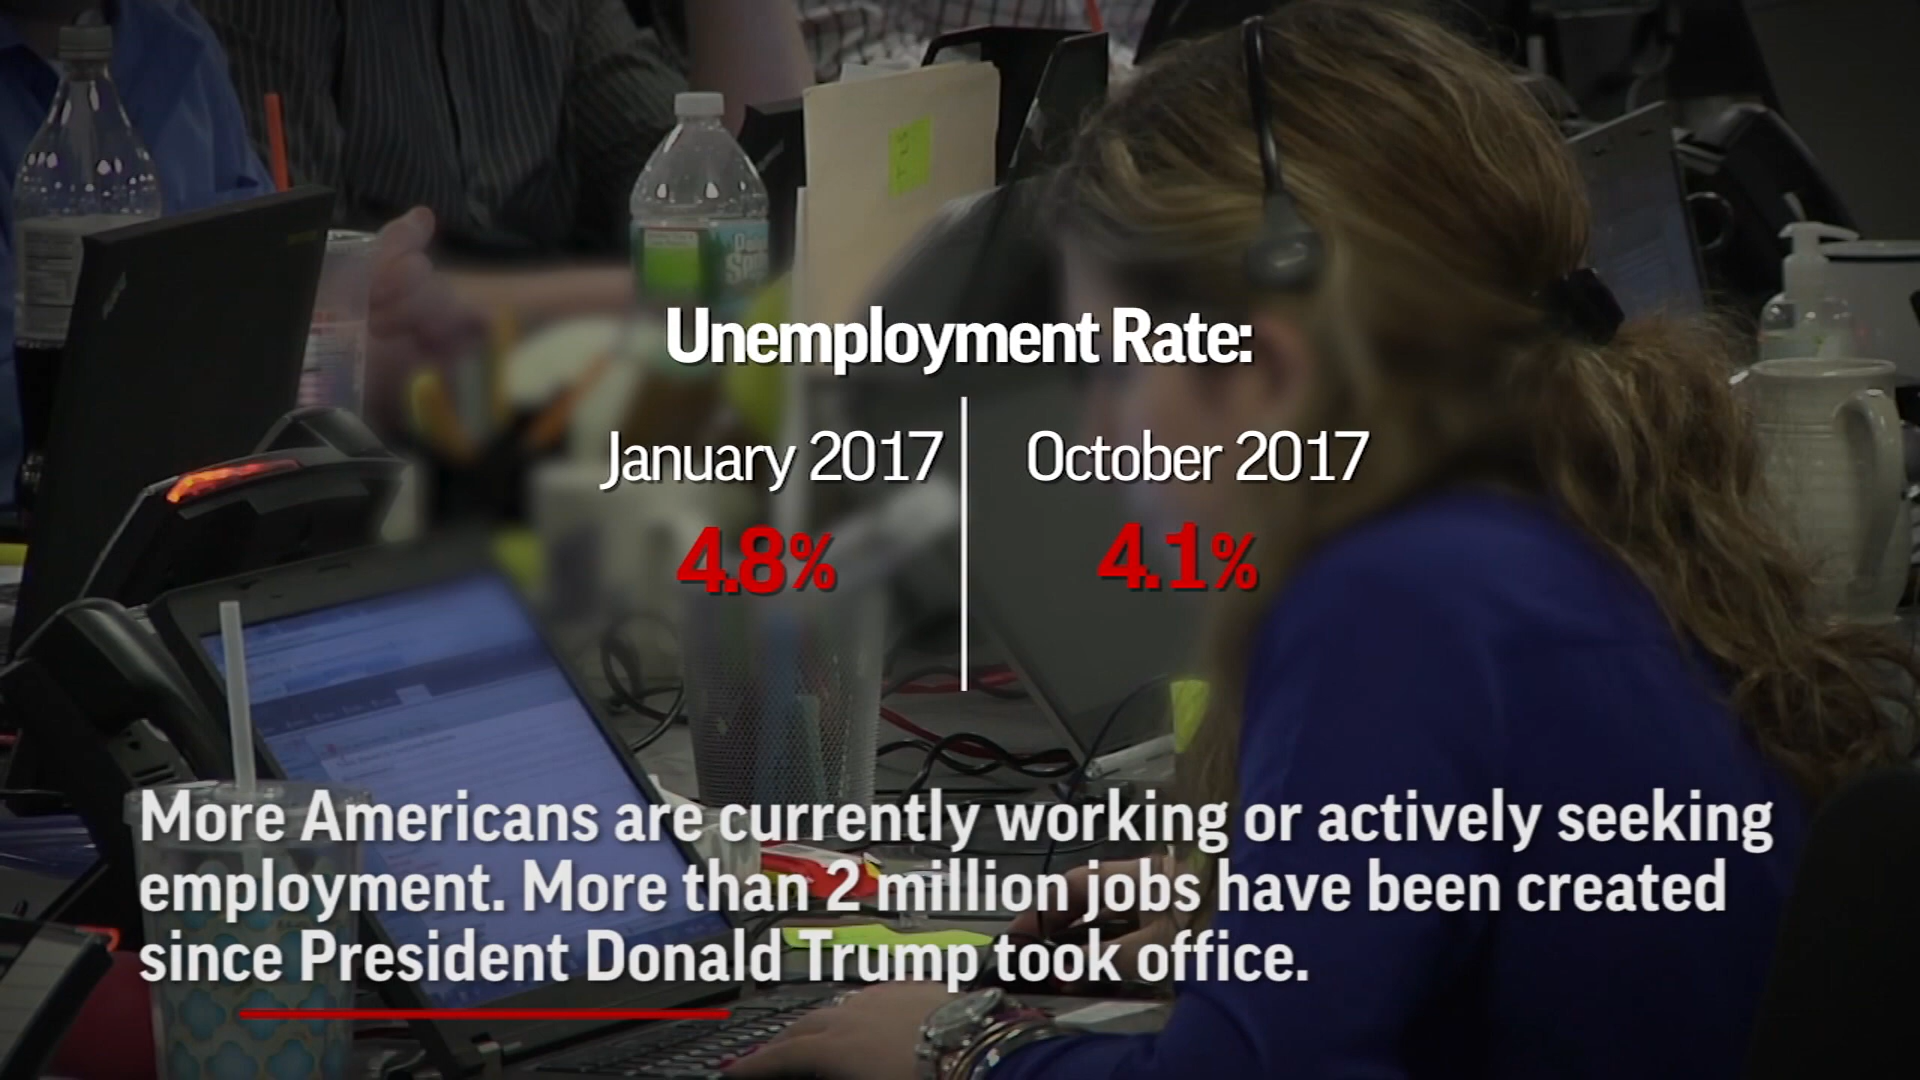 Unemployment Rate:
January 2017
October 2017
4.8%
4.1%
More Americans are currently working or actively seeking
employment. More than 2 million jobs have been created
since President Donald Trump took office.